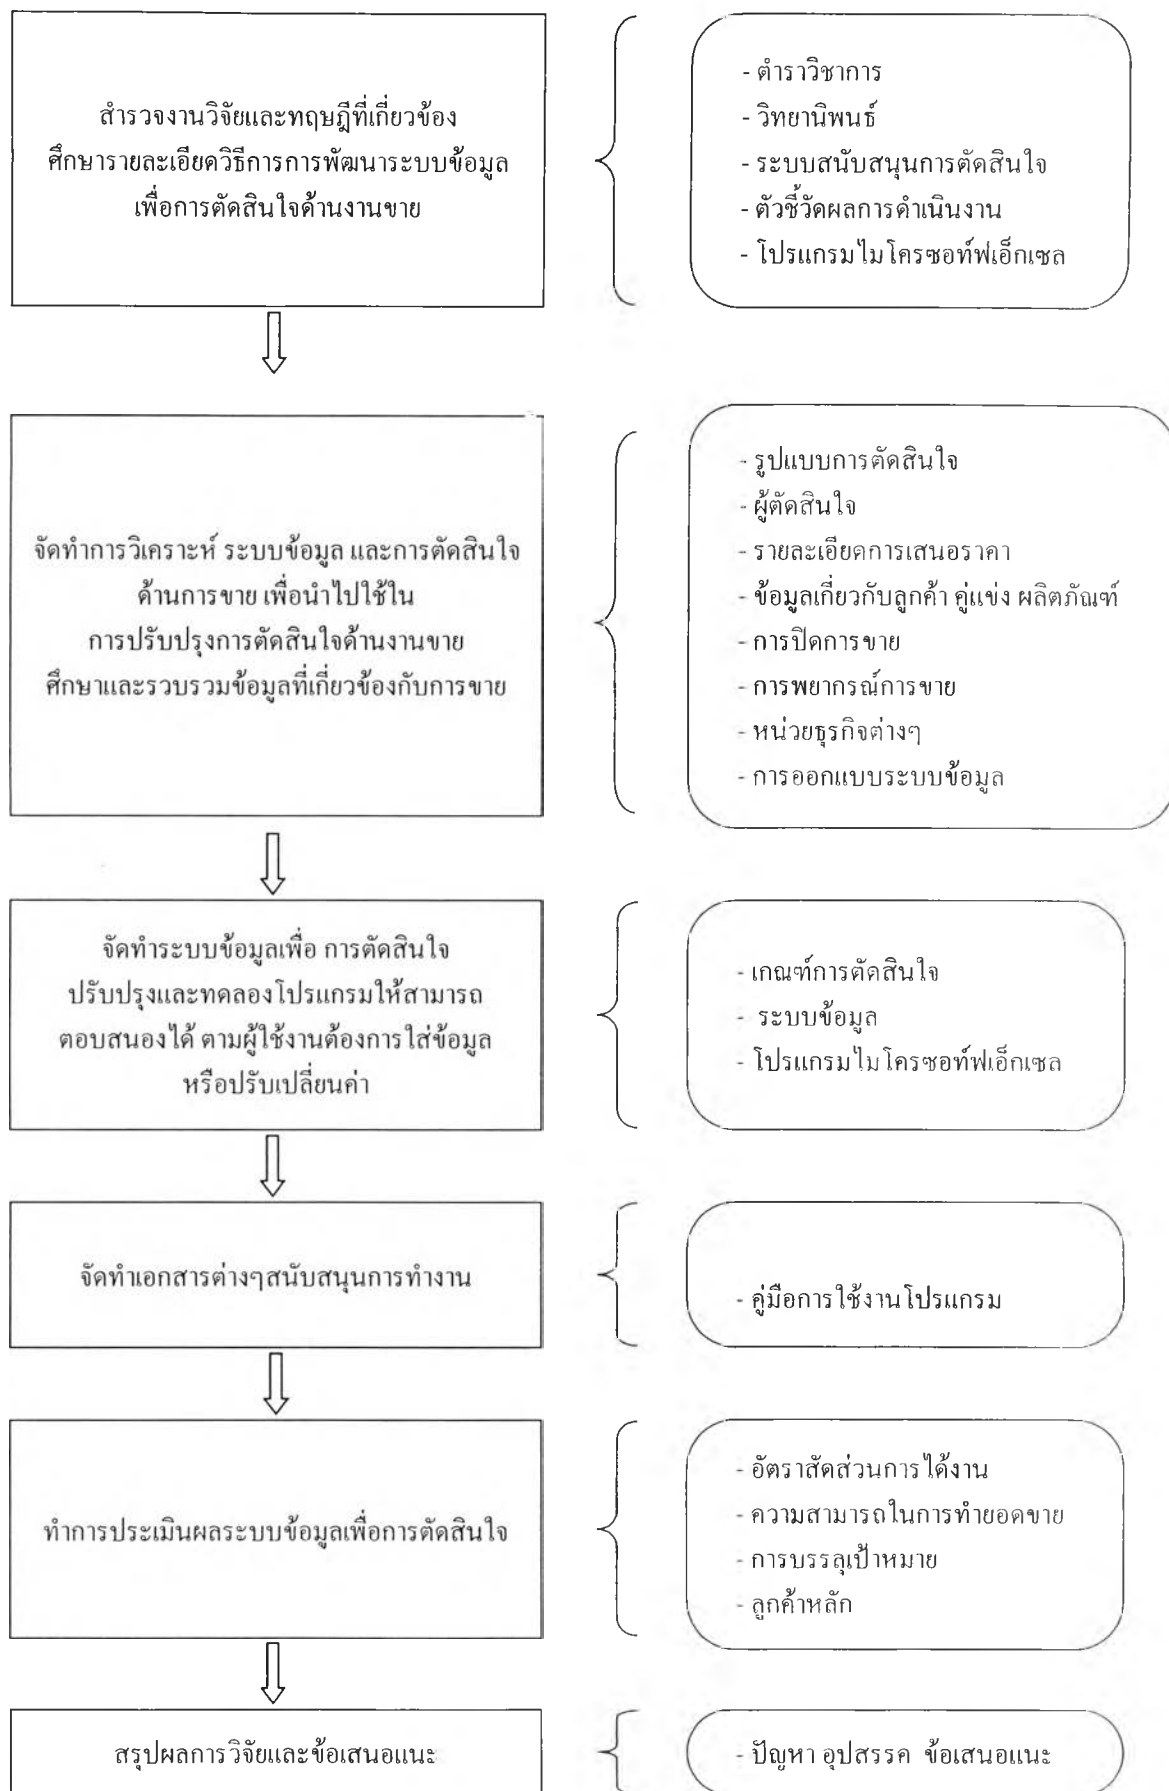 สำรวจงานวิจัยและทฤษฎีที่เกี่ยวข้อง
ศึกษารายละเอียดวิธีการการพัฒนาระบบข้อมูล
เพื่อการตัดสินใจด้านงานขาย
- ตำราวิชาการ
- วิทยานิพนธ์
- ระบบสนับสนุนการตัดสินใจ
- ตัวชี้วัดผลการดำเนินงาน
- โปรแกรมไมโครซอท์ฟเอ็กเซล
จัดทำการวิเคราะห์ ระบบข้อมูล และการตัดสินใจ
ด้านการขาย เพื่อนำไปใช้ใน
การปรับปรุงการตัดสินใจด้านงานขาย
ศึกษาและรวบรวมข้อมูลที่เกี่ยวข้องกับการขาย
- รูปแบบการตัดสินใจ
- ผู้ตัดสินใจ
- รายละเอียดการเสนอราคา
- ข้อมูลเกี่ยวกับลูกค้า คู่แข่ง ผลิตภัณฑ์
- การปิดการขาย
- การพยากรณ์การขาย
- หน่วยธุรกิจต่างๆ
- การออกแบบระบบข้อมูล
จัดทำระบบข้อมูลเพื่อ การตัดสินใจ
ปรับปรุงและทดลองโปรแกรมให้สามารถ
ตอบสนองได้ ตามผู้ใช้งานต้องการใส่ข้อมูล
หรือปรับเปลี่ยนค่า
- เกณฑ์การตัดสินใจ
- ระบบข้อมูล
- โปรแกรมไมโครซอท์ฟเอ็กเซล
จัดทำเอกสารต่างๆสนับสนุนการทำงาน
- คู่มือการใช้งานโปรแกรม
ทำการประเมินผลระบบข้อมูลเพื่อการตัดสินใจ
- อัตราสัดส่วนการได้งาน
- ความสามารถในการทำยอดขาย
- การบรรลุเป้าหมาย
- ลูกค้าหลัก
สรุปผลการวิจัยและข้อเสนอแนะ
- ปัญหา อุปสรรค ข้อเสนอแนะ